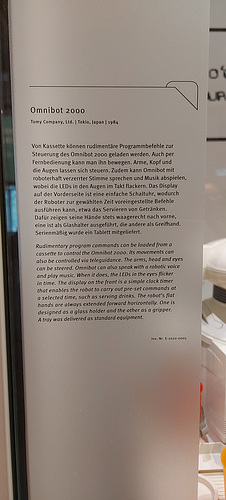 Omnibot 2000
Tomy Company, Ltd. | Tokio, Japan | 1984
Von Kassette können rudimentäre Programmbefehle zur
Steuerung des Omnibot 2000 geladen werden. Auch per
Fernbedienung kann man ihn bewegen. Arme, Kopf und
die Augen lassen sich steuern. Zudem kann Omnibot mit
roboterhaft verzerrter Stimme sprechen und Musik abspielen,
wobei die LEDs in den Augen im Takt flackern. Das Display
auf der Vorderseite ist eine einfache Schaltuhr, wodurch
der Roboter zur gewählten Zeit voreingestellte Befehle
ausführen kann, etwa das Servieren von Getränken.
Dafür zeigen seine Hände stets waagerecht nach vorne,
eine ist als Glashalter ausgeführt, die andere als Greifhand.
Serienmäßig wurde ein Tablett mitgeliefert.
Rudimentary program commands can be loaded from a
cassette to control the Omnibot 2000. Its movements can
also be controlled via teleguidance. The arms, head and eyes
can be steered. Omnibot can also speak with a robotic voice
and play music. When it does, the LEDs in the eyes flicker
in time. The display on the front is a simple clock timer
that enables the robot to carry out pre-set commands at
a selected time, such as serving drinks. The robot's flat
hands are always extended forward horizontally. One is
designed as a glass holder and the other as a gripper.
A tray was delivered as standard equipment.